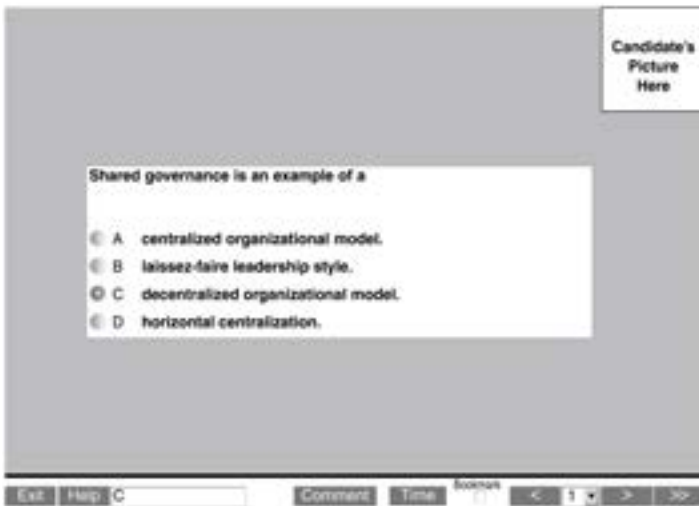 Candidate's
Picture
Here
Shared governance is an example of a
A centralized organizational model.
B laissez-faire leadership style.
C decentralized organizational model.
D horizontal centralization.
Bookmark
Exit Help C Comment Time < 1 > >>